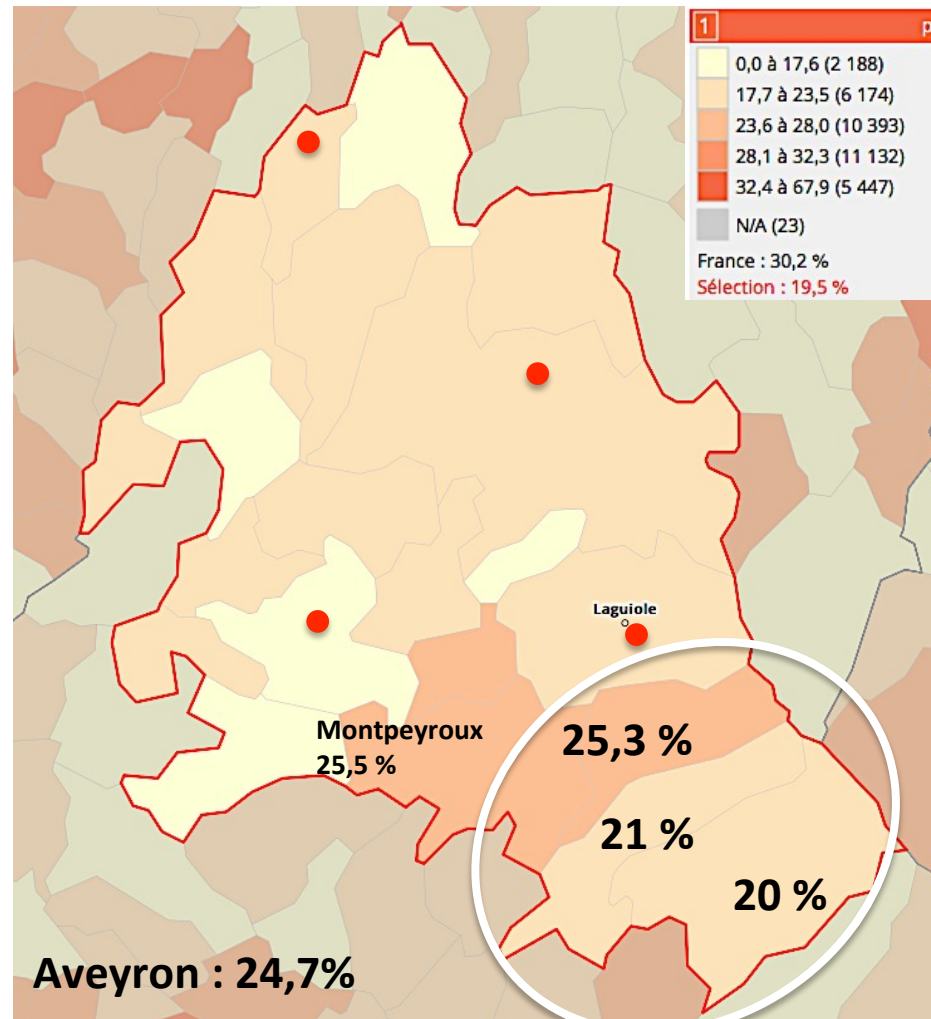 1 p
0,0 à 17,6 (2 188)
17,7 à 23,5 (6 174)
23,6 à 28,0 (10 393)
28,1 à 32,3 (11 132)
32,4 à 67,9 (5 447)
N/A (23)
France : 30,2 %
Sélection : 19,5 %
Laguiole
Montpeyroux
25,5 %
25,3 %
21 %
20 %
Aveyron : 24,7%